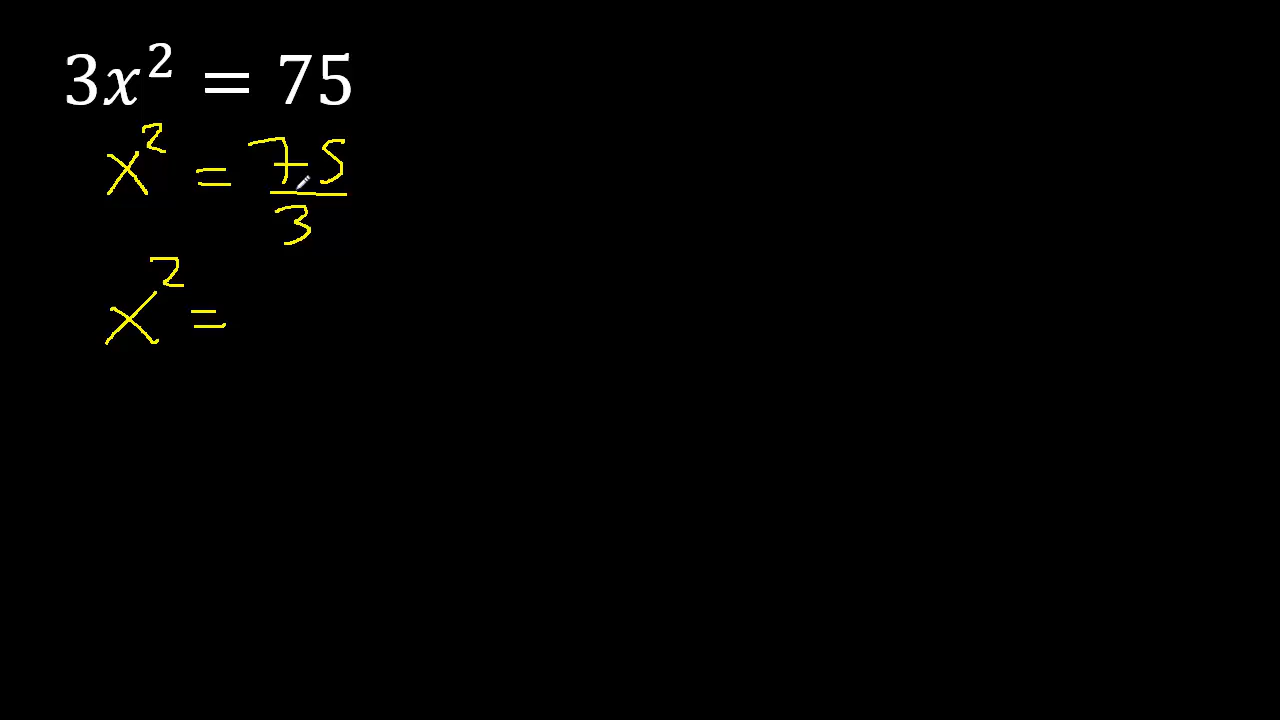 3x² = 75
x² = 75/3
x² =